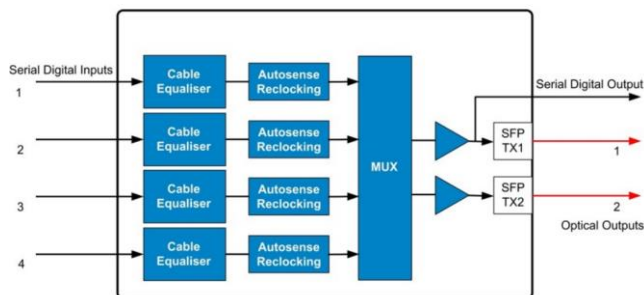 Serial Digital Inputs
1
Cable
Equaliser
Autosense
Reclocking
2
Cable
Equaliser
Autosense
Reclocking
3
Cable
Equaliser
Autosense
Reclocking
4
Cable
Equaliser
Autosense
Reclocking
MUX
Serial Digital Output
SFP
TX1
1
SFP
TX2
2
Optical Outputs